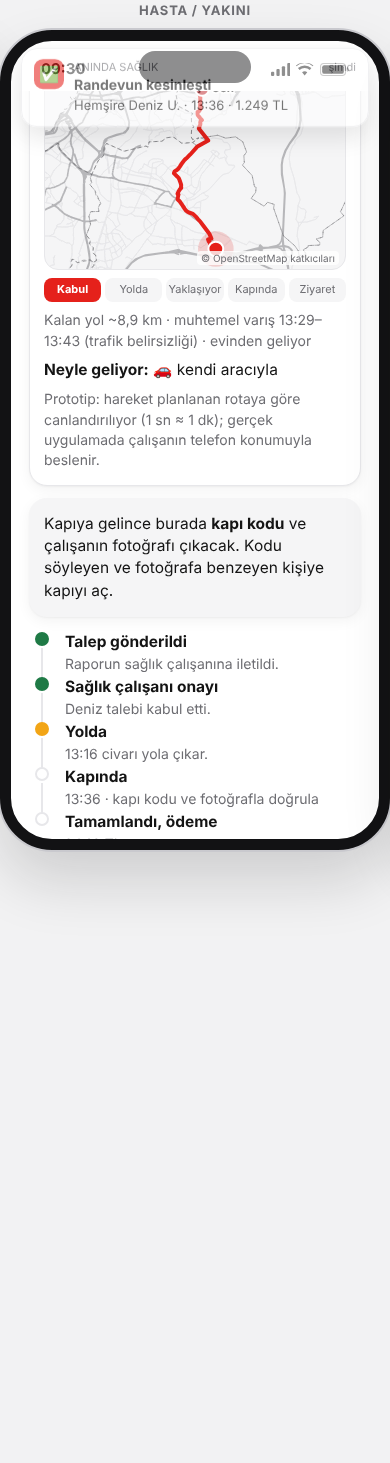 HASTA / YAKINI
09:30
ANINDA SAĞLIK
şimdi
Randevun kesinleşti
Hemşire Deniz U. · 13:36 · 1.249 TL
© OpenStreetMap katkıcıları
Kabul
Yolda
Yaklaşıyor
Kapında
Ziyaret
Kalan yol ~8,9 km · muhtemel varış 13:29–
13:43 (trafik belirsizliği) · evinden geliyor
Neyle geliyor: 🚗 kendi aracıyla
Prototip: hareket planlanan rotaya göre
canlandırılıyor (1 sn ≈ 1 dk); gerçek
uygulamada çalışanın telefon konumuyla
beslenir.
Kapıya gelince burada kapı kodu ve
çalışanın fotoğrafı çıkacak. Kodu
söyleyen ve fotoğrafa benzeyen kişiye
kapıyı aç.
Talep gönderildi
Raporun sağlık çalışanına iletildi.
Sağlık çalışanı onayı
Deniz talebi kabul etti.
Yolda
13:16 civarı yola çıkar.
Kapında
13:36 · kapı kodu ve fotoğrafla doğrula
Tamamlandı, ödeme